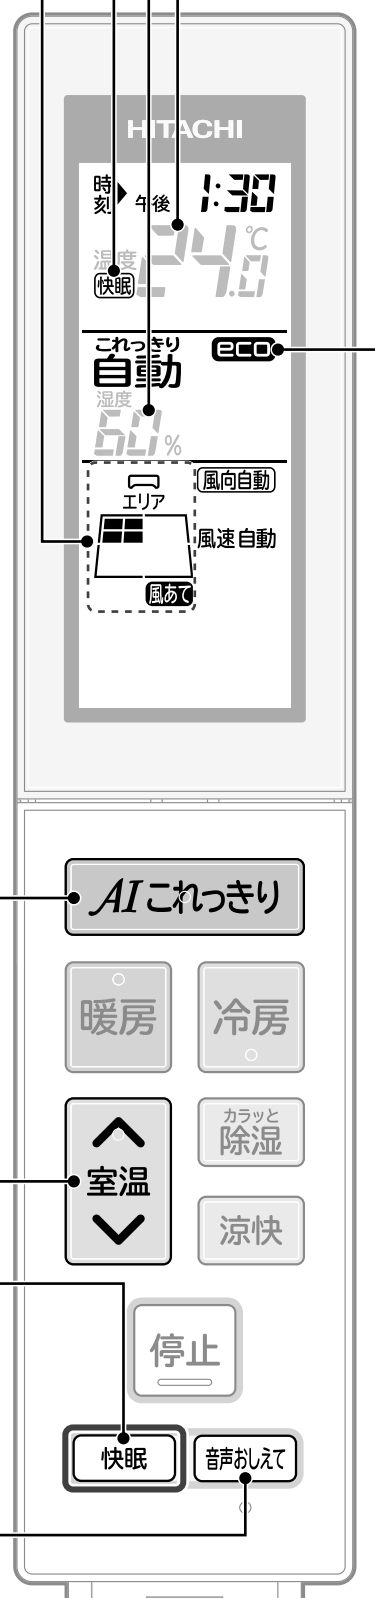 HITACHI
時刻 午後 1:30
温度 24.0 ℃
快眠
これっきり
自動 eco
湿度
60 %
風向自動
エリア
風速自動
風あて
AIこれっきり
暖房 冷房
室温
カラッと
除湿
涼快
停止
快眠 音声おしえて